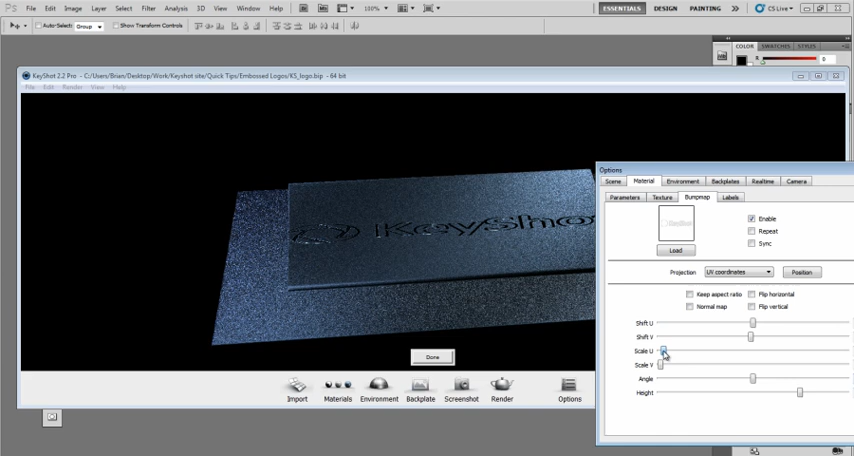 PS File Edit Image Layer Select Filter Analysis 3D View Window Help 100% ESSENTIALS DESIGN PAINTING CS Live
Auto-Select: Group Show Transform Controls
COLOR SWATCHES STYLES
0
KeyShot 2.2 Pro - C:/Users/Brian/Desktop/Work/Keyshot site/Quick Tips/Embossed Logos/KS_logo.bip - 64 bit
File Edit Render View Help
Options
Scene Material Environment Backplates Realtime Camera
Parameters Texture Bumpmap Labels
Enable
KeyShot
Repeat
Sync
Load
Projection UV coordinates Position
Keep aspect ratio Flip horizontal
Normal map Flip vertical
Shift U
Shift V
Scale U
Scale V
Angle
Height
KeySho
Done
Import Materials Environment Backplate Screenshot Render Options